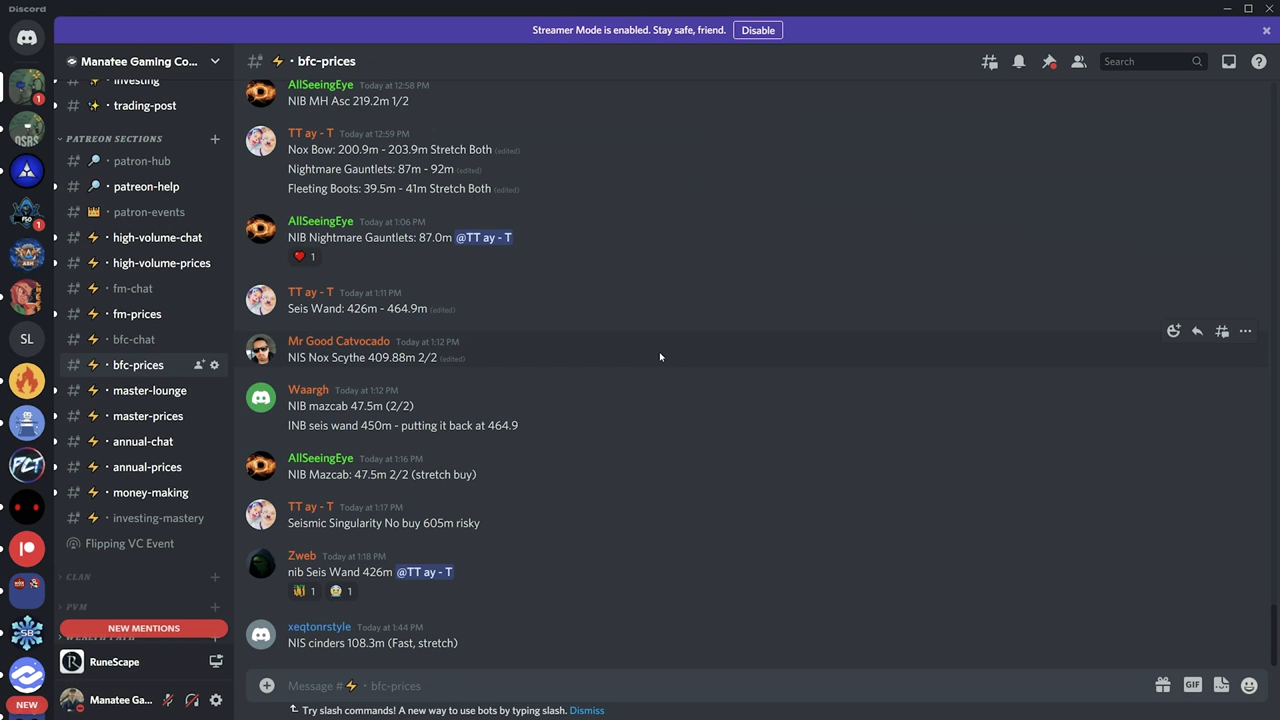 Discord
Streamer Mode is enabled. Stay safe, friend.
Disable
Manatee Gaming Co...
bfc-prices
Search
investing
trading-post
PATREON SECTIONS
patron-hub
patreon-help
patron-events
high-volume-chat
high-volume-prices
fm-chat
fm-prices
bfc-chat
bfc-prices
master-lounge
master-prices
annual-chat
annual-prices
money-making
investing-mastery
Flipping VC Event
CLAN
PVM
WEALTH PATH
NEW MENTIONS
RuneScape
Manatee Ga...
1
OSRS
1
SL
FCT
SB
NEW
AllSeeingEye Today at 12:58 PM
NIB MH Asc 219.2m 1/2
TT ay - T Today at 12:59 PM
Nox Bow: 200.9m - 203.9m Stretch Both (edited)
Nightmare Gauntlets: 87m - 92m (edited)
Fleeting Boots: 39.5m - 41m Stretch Both (edited)
AllSeeingEye Today at 1:06 PM
NIB Nightmare Gauntlets: 87.0m @TT ay - T
1
TT ay - T Today at 1:11 PM
Seis Wand: 426m - 464.9m (edited)
Mr Good Catvocado Today at 1:12 PM
NIS Nox Scythe 409.88m 2/2 (edited)
Waargh Today at 1:12 PM
NIB mazcab 47.5m (2/2)
INB seis wand 450m - putting it back at 464.9
AllSeeingEye Today at 1:16 PM
NIB Mazcab: 47.5m 2/2 (stretch buy)
TT ay - T Today at 1:17 PM
Seismic Singularity No buy 605m risky
Zweb Today at 1:18 PM
nib Seis Wand 426m @TT ay - T
1 1
xeqtonrstyle Today at 1:44 PM
NIS cinders 108.3m (Fast, stretch)
Message # bfc-prices
GIF
Try slash commands! A new way to use bots by typing slash. Dismiss